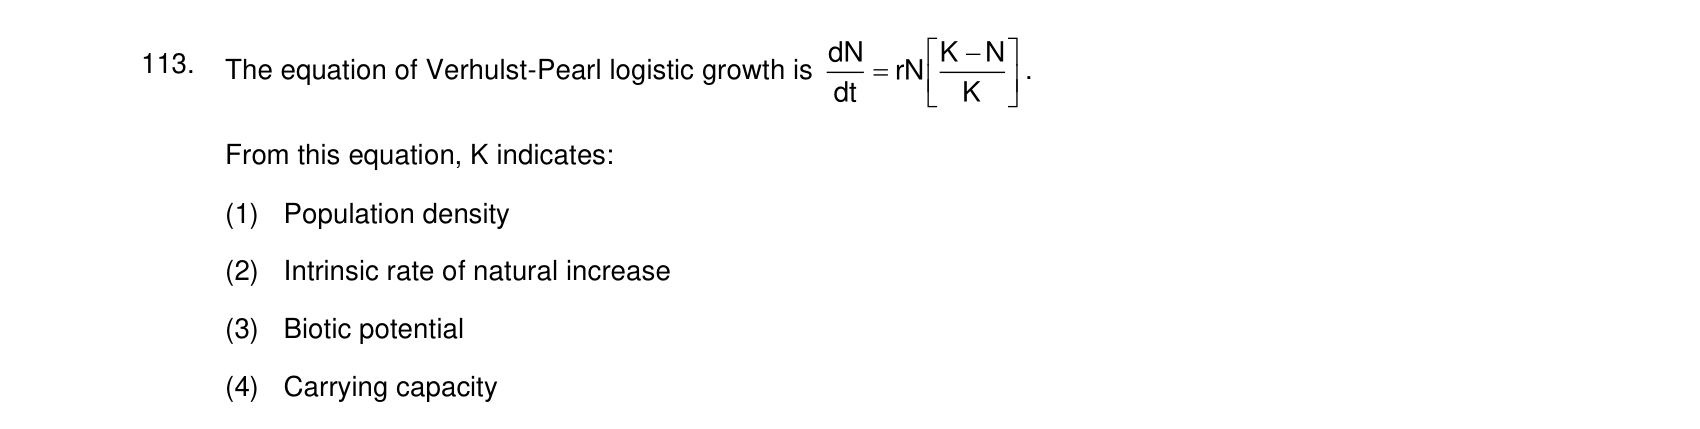 113. The equation of Verhulst-Pearl logistic growth is dN/dt = rN[K – N/K].
From this equation, K indicates:
(1) Population density
(2) Intrinsic rate of natural increase
(3) Biotic potential
(4) Carrying capacity